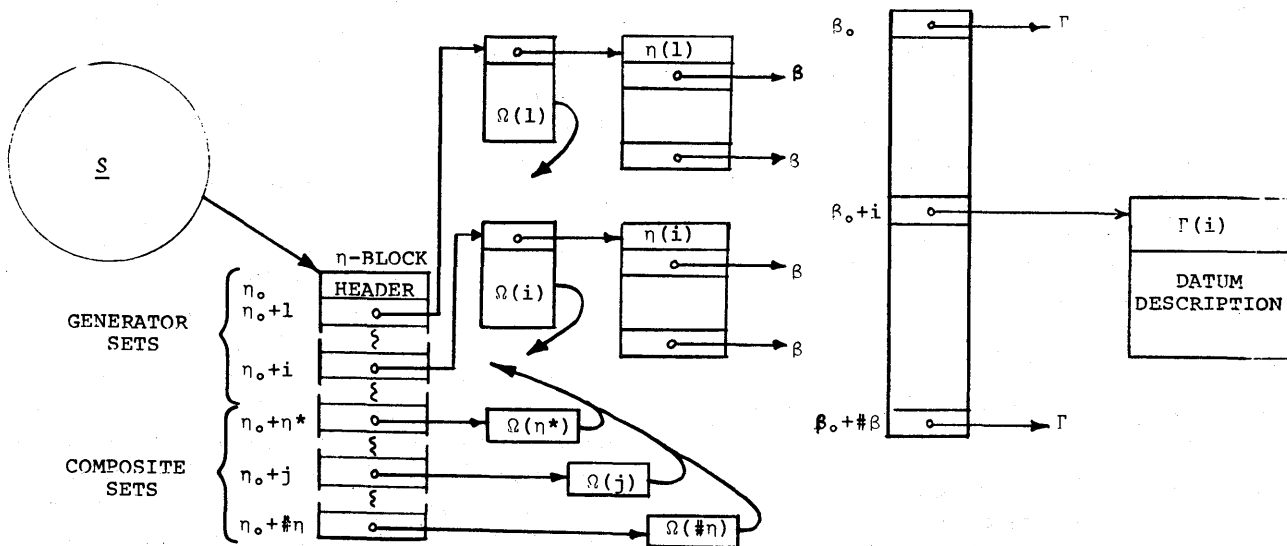 S
η-BLOCK
HEADER
η₀
η₀+1
η₀+i
η₀+η*
η₀+j
η₀+#η
GENERATOR
SETS
COMPOSITE
SETS
Ω(1)
η(1)
β
β
Ω(i)
η(i)
β
β
Ω(η*)
Ω(j)
Ω(#η)
β₀
Γ
β₀+i
Γ(i)
DATUM
DESCRIPTION
β₀+#β
Γ